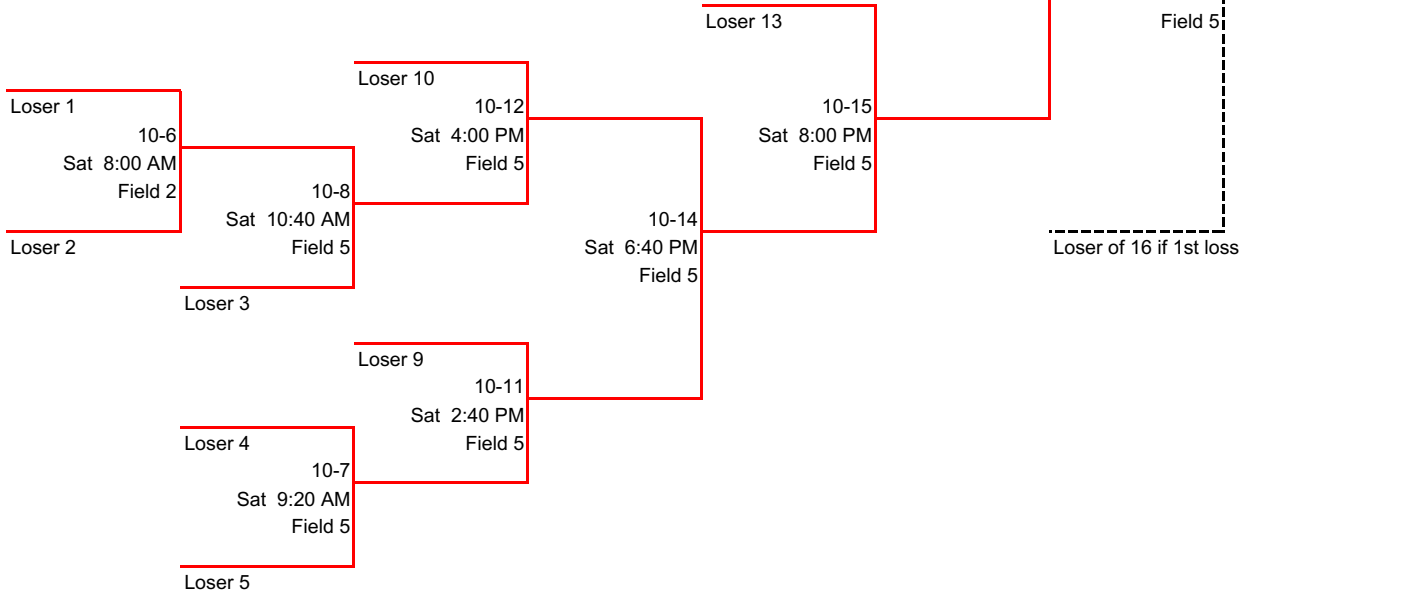 Loser 13
Field 5
Loser 10
Loser 1
10-12
10-15
10-6
Sat 4:00 PM
Sat 8:00 PM
Sat 8:00 AM
Field 5
Field 5
Field 2
10-8
Sat 10:40 AM
10-14
Loser 2
Field 5
Sat 6:40 PM
Loser of 16 if 1st loss
Field 5
Loser 3
Loser 9
10-11
Sat 2:40 PM
Loser 4
Field 5
10-7
Sat 9:20 AM
Field 5
Loser 5